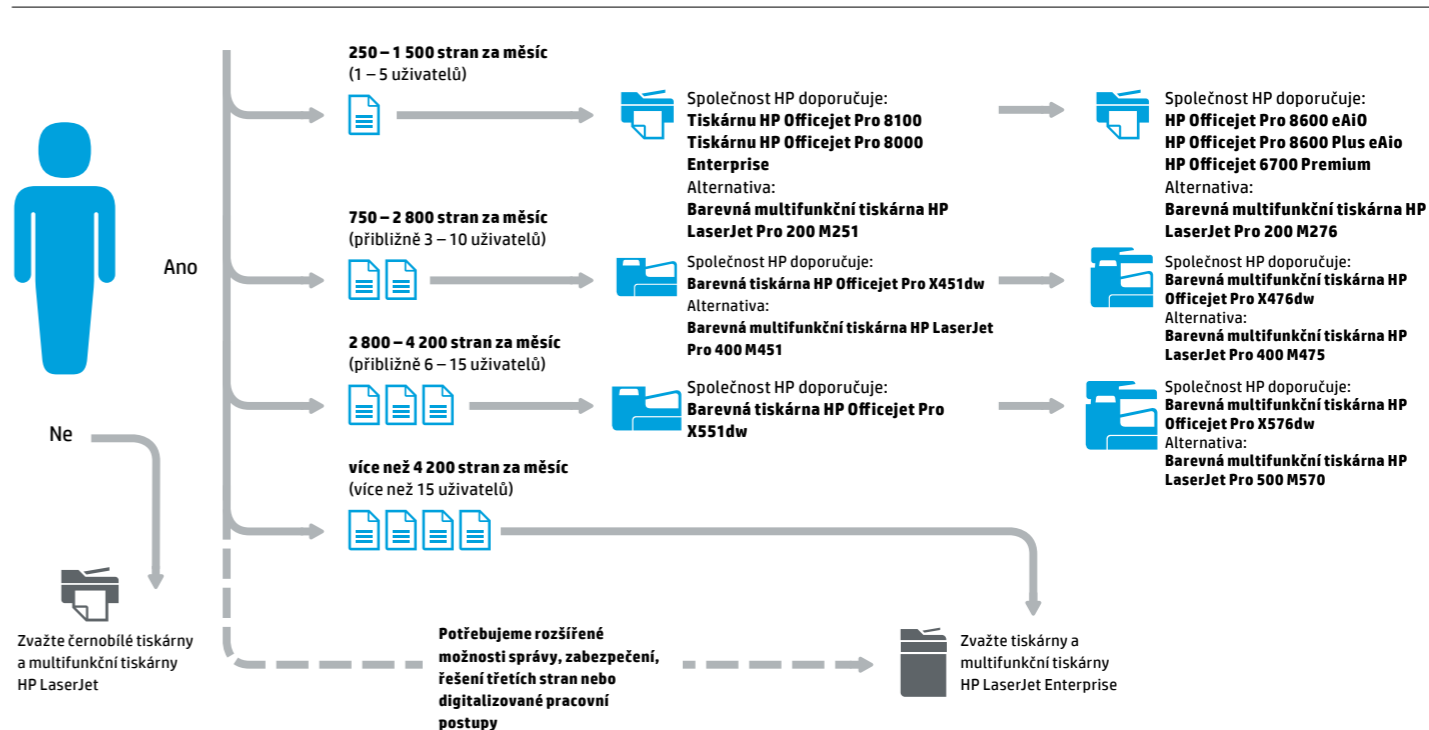 250 – 1 500 stran za měsíc
(1 – 5 uživatelů)
Společnost HP doporučuje:
Tiskárnu HP Officejet Pro 8100
Tiskárnu HP Officejet Pro 8000
Enterprise
Alternativa:
Barevná multifunkční tiskárna HP
LaserJet Pro 200 M251
Společnost HP doporučuje:
HP Officejet Pro 8600 eAiO
HP Officejet Pro 8600 Plus eAio
HP Officejet 6700 Premium
Alternativa:
Barevná multifunkční tiskárna HP
LaserJet Pro 200 M276
Ano
750 – 2 800 stran za měsíc
(přibližně 3 – 10 uživatelů)
Společnost HP doporučuje:
Barevná tiskárna HP Officejet Pro X451dw
Alternativa:
Barevná multifunkční tiskárna HP LaserJet
Pro 400 M451
Společnost HP doporučuje:
Barevná multifunkční tiskárna HP
Officejet Pro X476dw
Alternativa:
Barevná multifunkční tiskárna HP
LaserJet Pro 400 M475
2 800 – 4 200 stran za měsíc
(přibližně 6 – 15 uživatelů)
Společnost HP doporučuje:
Barevná tiskárna HP Officejet Pro
X551dw
Společnost HP doporučuje:
Barevná multifunkční tiskárna HP
Officejet Pro X576dw
Alternativa:
Barevná multifunkční tiskárna HP
LaserJet Pro 500 M570
Ne
více než 4 200 stran za měsíc
(více než 15 uživatelů)
Zvažte černobílé tiskárny
a multifunkční tiskárny
HP LaserJet
Potřebujeme rozšířené
možnosti správy, zabezpečení,
řešení třetích stran nebo
digitalizované pracovní
postupy
Zvažte tiskárny a
multifunkční tiskárny
HP LaserJet Enterprise